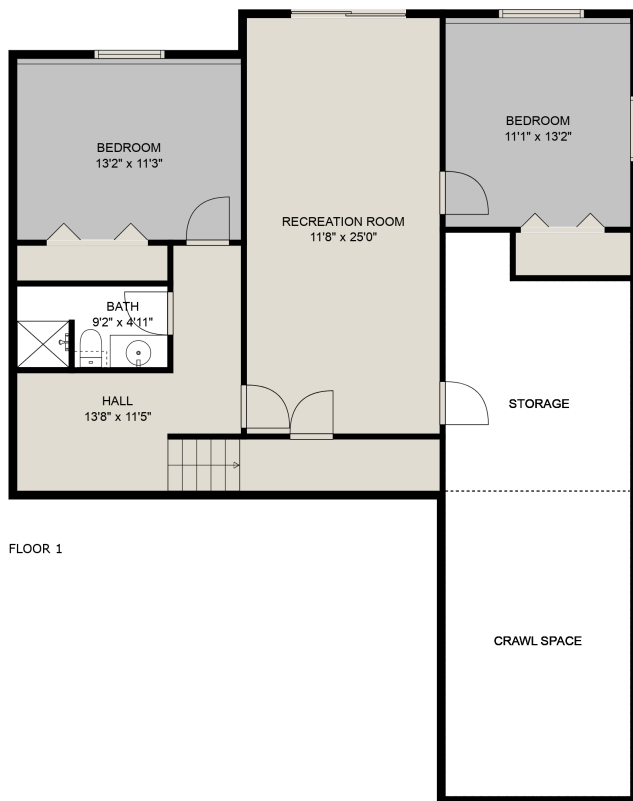 BEDROOM
13'2" x 11'3"
BEDROOM
11'1" x 13'2"
RECREATION ROOM
11'8" x 25'0"
BATH
9'2" x 4'11"
HALL
13'8" x 11'5"
STORAGE
FLOOR 1
CRAWL SPACE